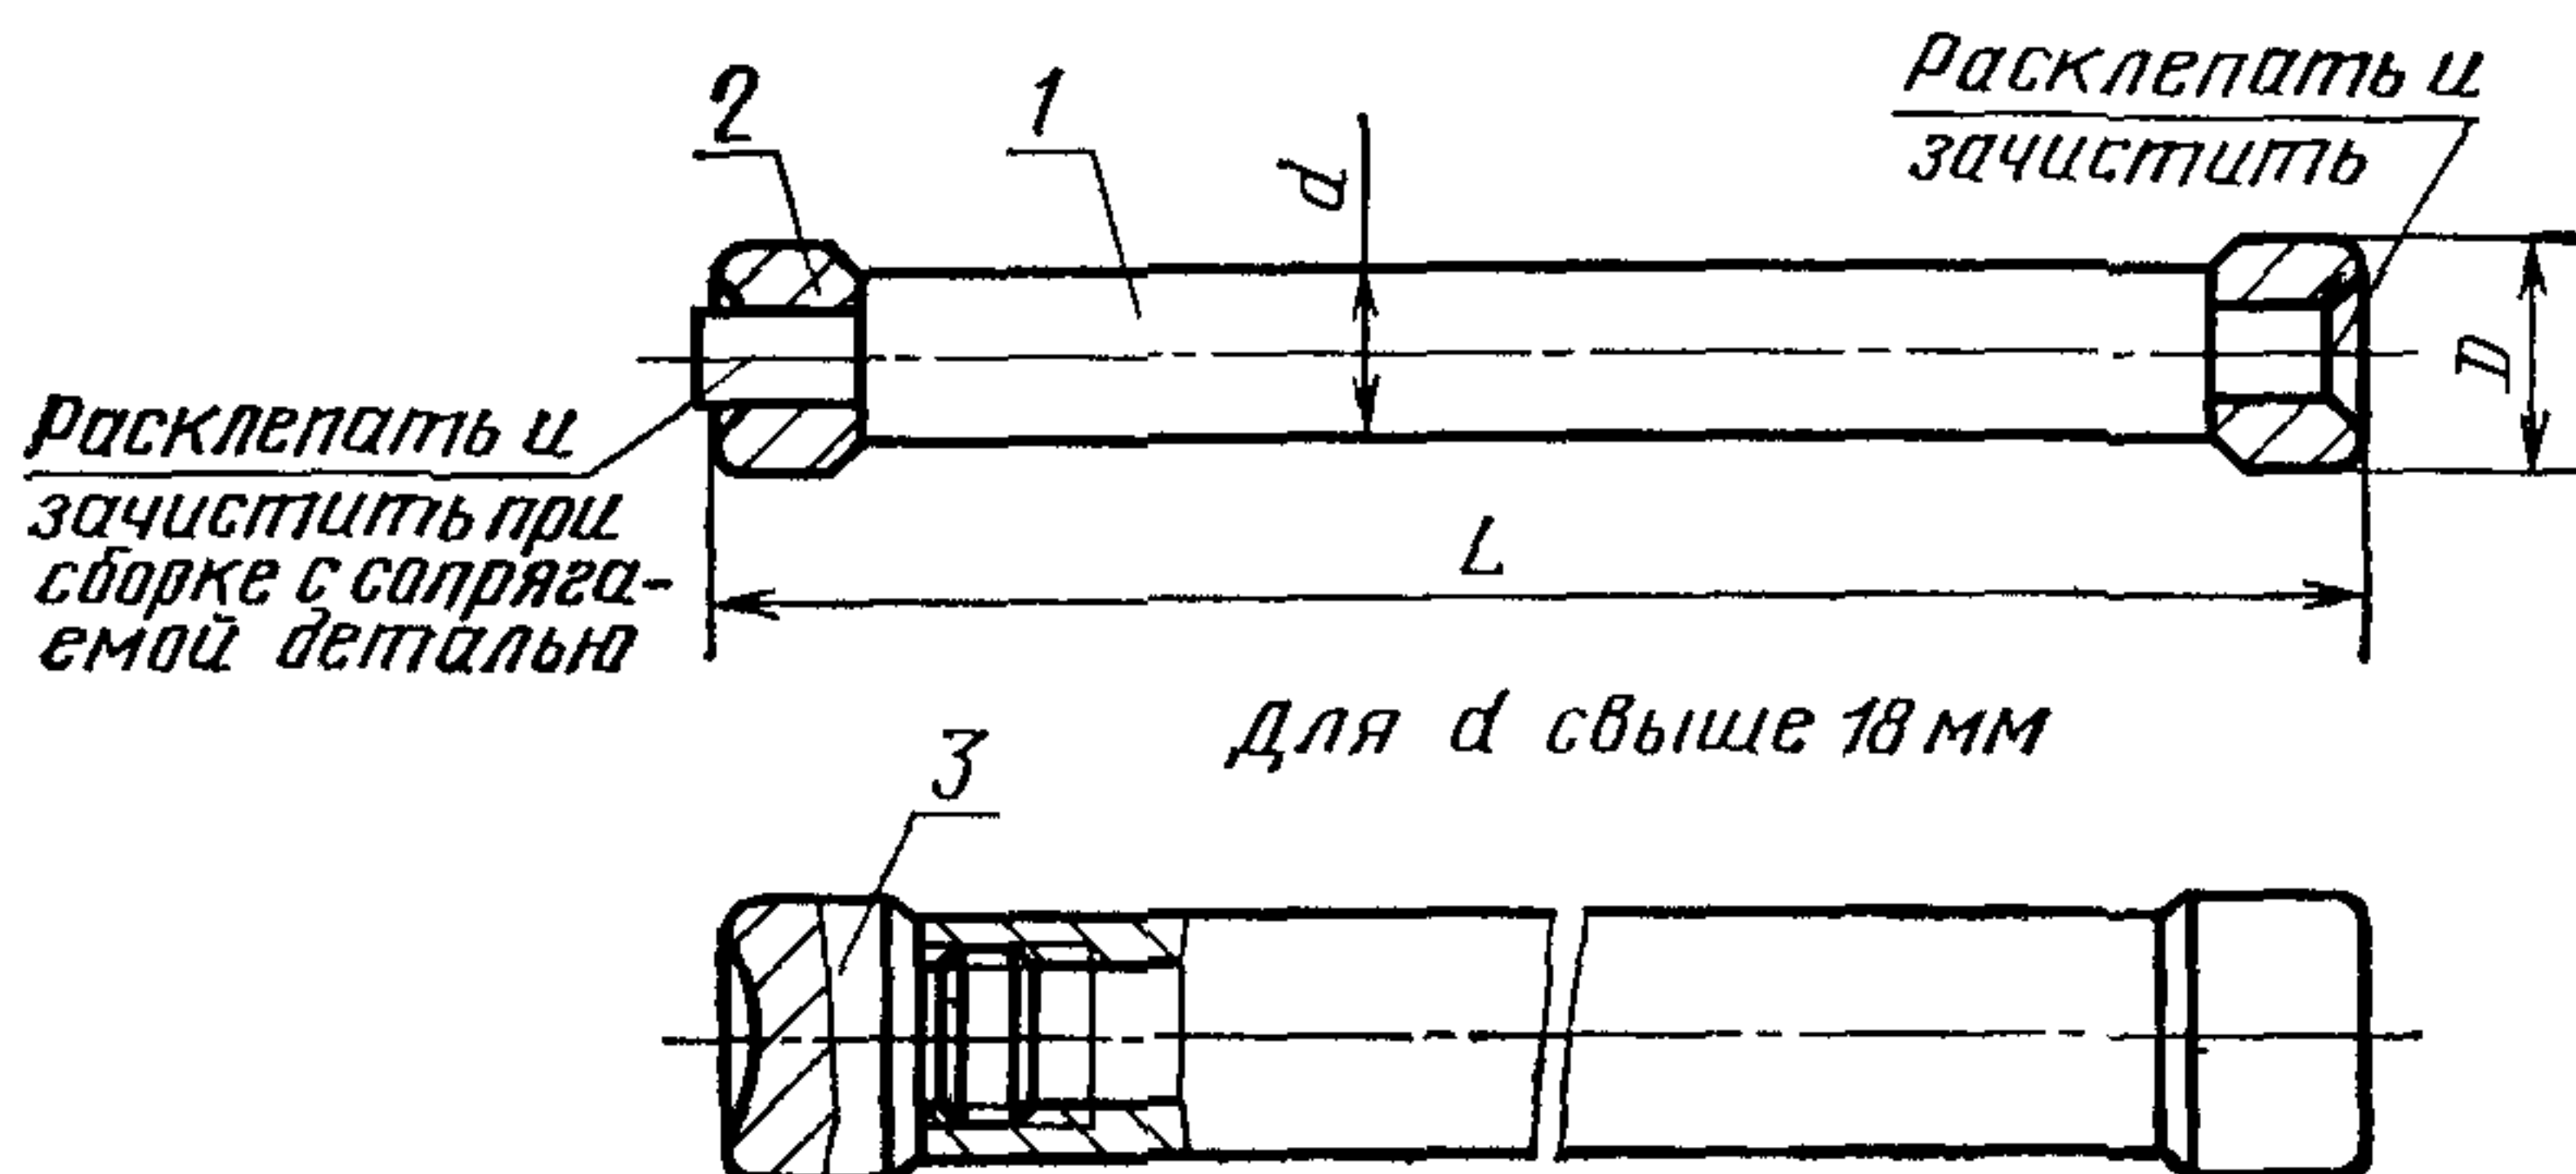 2
1
d
Расклепать и
зачистить
D
Расклепать и
зачистить при
сборке с сопряга-
емой деталью
L
Для d свыше 18 мм
3